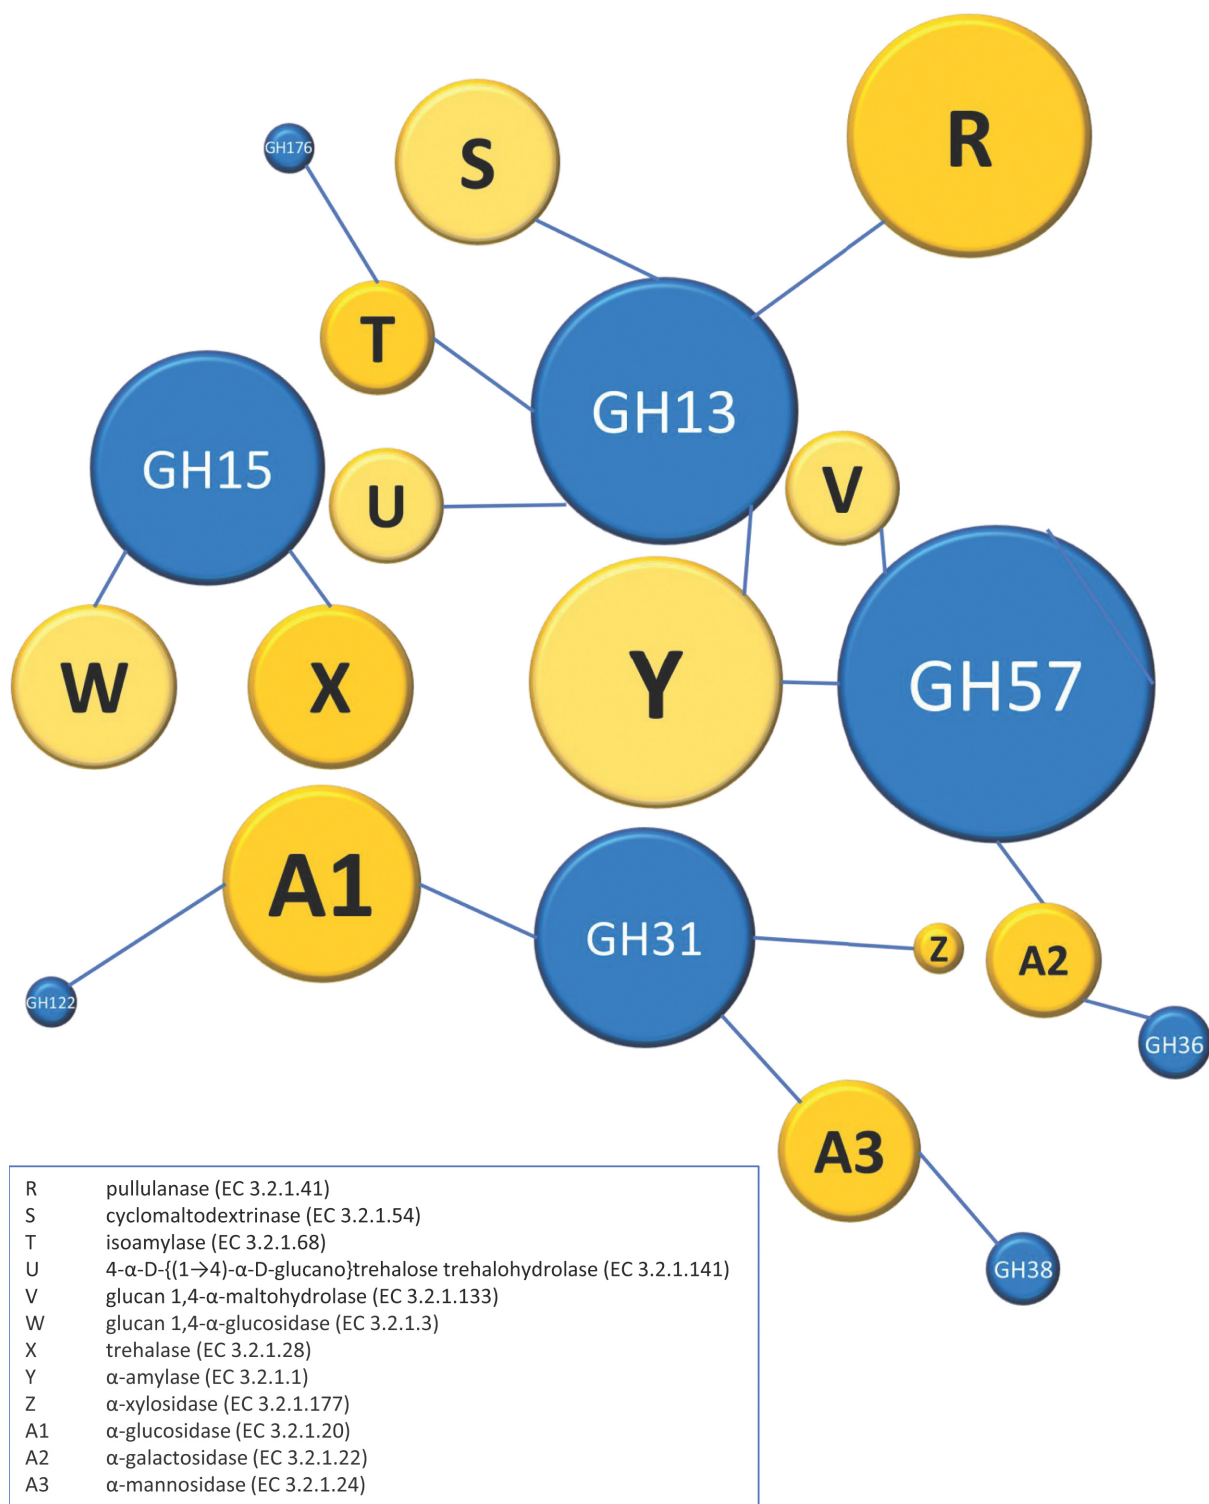 R
S
GH176
T
GH13
GH15
V
U
W
X
Y
GH57
A1
GH31
Z
A2
GH122
GH36
A3
GH38
R pullulanase (EC 3.2.1.41)
S cyclomaltodextrinase (EC 3.2.1.54)
T isoamylase (EC 3.2.1.68)
U 4-α-D-{(1→4)-α-D-glucano}trehalose trehalohydrolase (EC 3.2.1.141)
V glucan 1,4-α-maltohydrolase (EC 3.2.1.133)
W glucan 1,4-α-glucosidase (EC 3.2.1.3)
X trehalase (EC 3.2.1.28)
Y α-amylase (EC 3.2.1.1)
Z α-xylosidase (EC 3.2.1.177)
A1 α-glucosidase (EC 3.2.1.20)
A2 α-galactosidase (EC 3.2.1.22)
A3 α-mannosidase (EC 3.2.1.24)